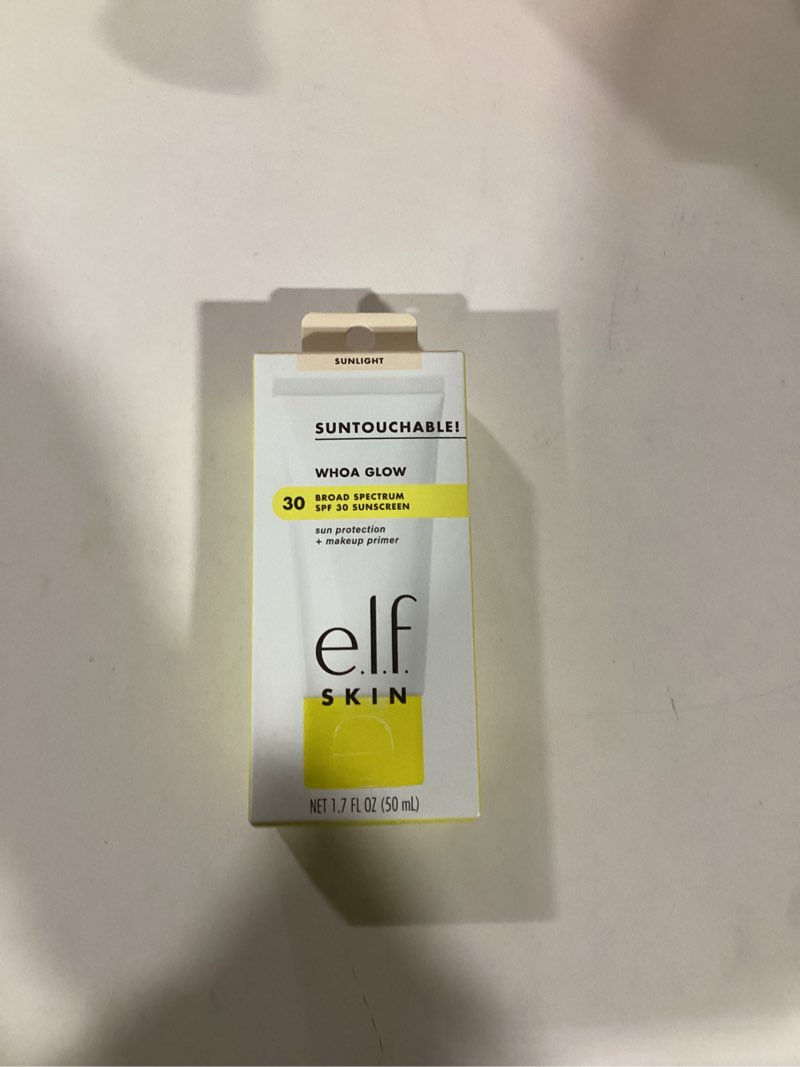 SUNLIGHT
SUNTOUCHABLE!
WHOA GLOW
30
BROAD SPECTRUM
SPF 30 SUNSCREEN
sun protection
+ makeup primer
e.l.f.
SKIN
e
NET 1.7 FL OZ (50 mL)